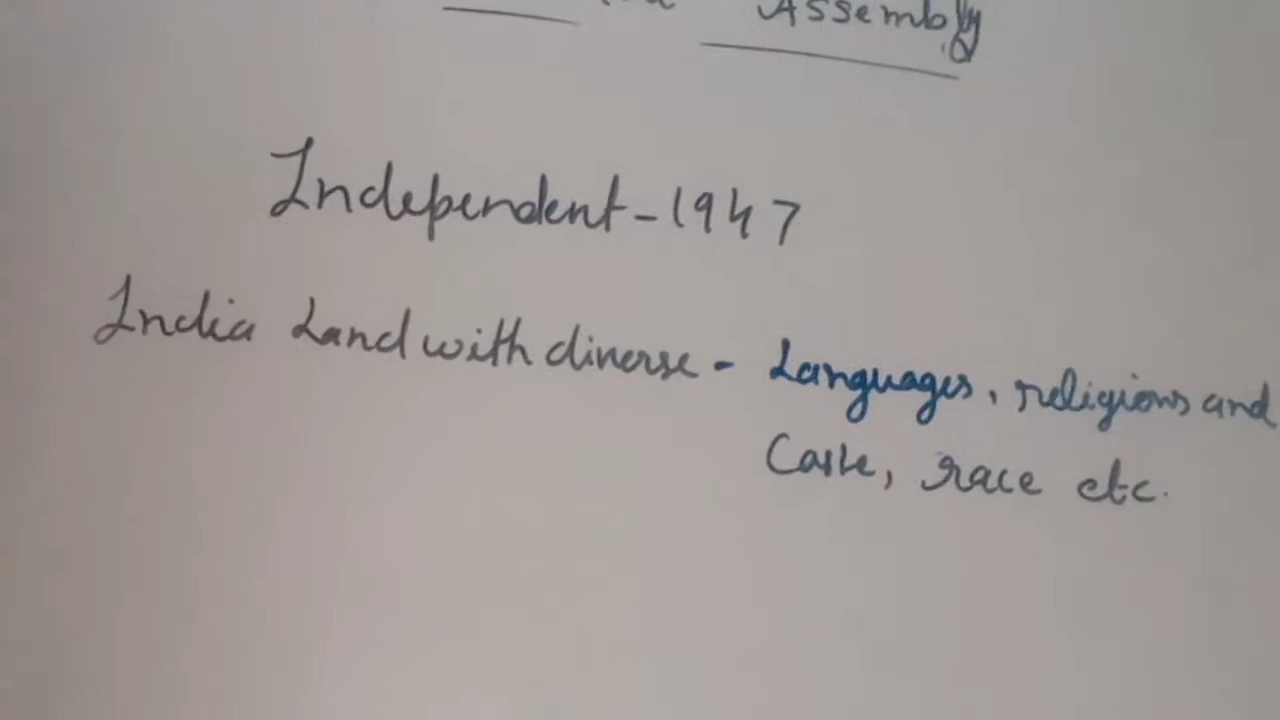 Assembly
Independent-1947
India Land with diverse - Languages, religions and
Caste, race etc.